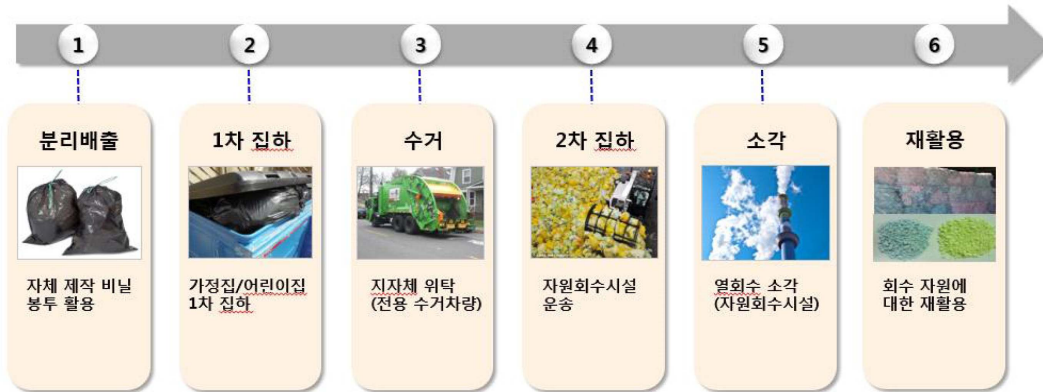 1
2
3
4
5
6
분리배출
1차 집하
수거
2차 집하
소각
재활용
자체 제작 비닐
봉투 활용
가정집/어린이집
1차 집하
지자체 위탁
(전용 수거차량)
자원회수시설
운송
열회수 소각
(자원회수시설)
회수 자원에
대한 재활용